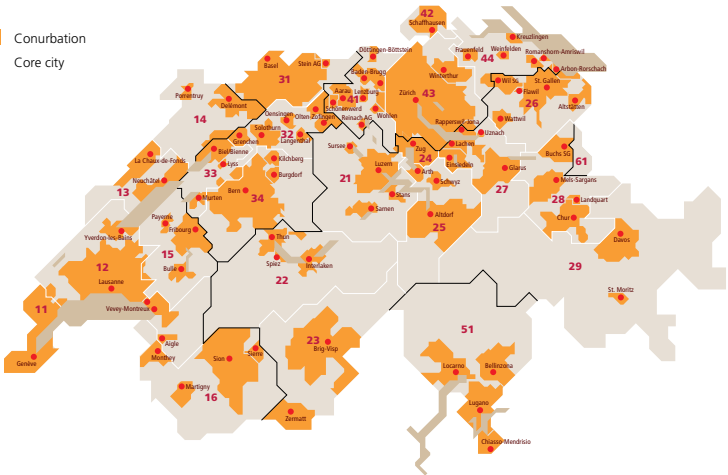 Conurbation
Core city
42
Schaffhausen
Kreuzlingen
Döttingen-Böttstein
Frauenfeld
Weinfelden
44
Romanshorn-Amriswil
Arbon-Rorschach
Basel
Stein AG
31
Baden-Brugg
Winterthur
Wil SG
St. Gallen
Flawil
26
Altstätten
Porrentruy
Delémont
14
Aarau
41
Lenzburg
Schönenwerd
Zürich
43
Oensingen
Olten-Zofingen
Reinach AG
Wohlen
Rapperswil-Jona
Wattwil
Uznach
Solothurn
32
Langenthal
Grenchen
Sursee
Zug
Lachen
Buchs SG
61
La Chaux-de-Fonds
Biel/Bienne
Lyss
33
Kilchberg
Burgdorf
21
Luzern
24
Einsiedeln
Arth
Schwyz
Glarus
27
13
Neuchâtel
Bern
34
Murten
Stans
Sarnen
Altdorf
25
Mels-Sargans
28
Landquart
Chur
Payerne
Fribourg
Yverdon-les-Bains
15
Bulle
Thun
Spiez
Interlaken
22
Davos
29
St. Moritz
12
Lausanne
11
Vevey-Montreux
Aigle
Monthey
Genève
51
23
Brig-Visp
Sion
Sierre
Martigny
16
Zermatt
Locarno
Bellinzona
Lugano
Chiasso-Mendrisio